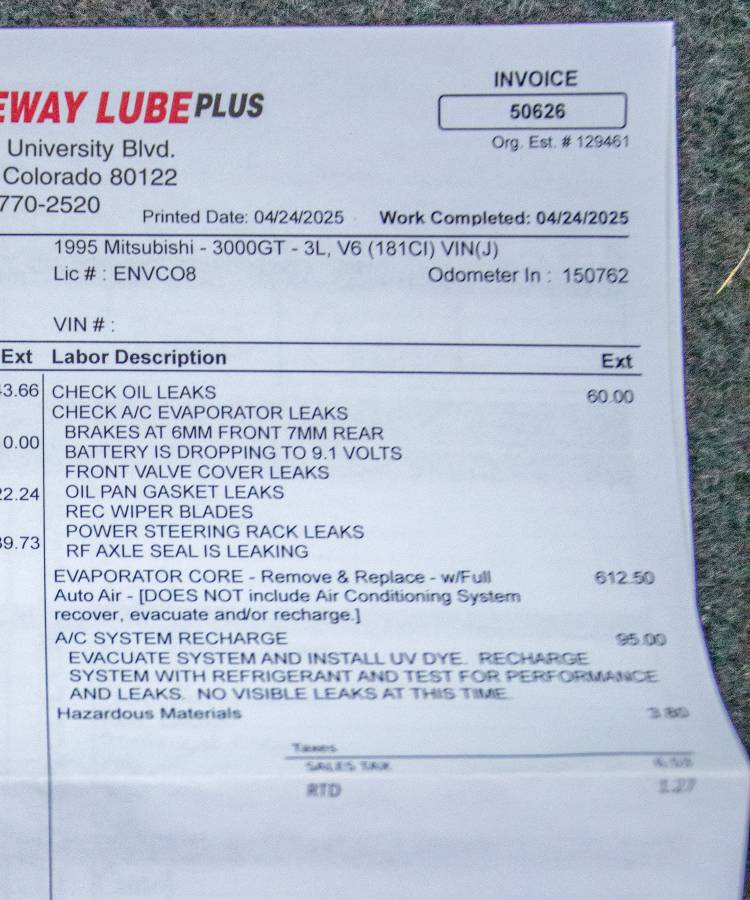 EWAY LUBE PLUS
INVOICE
50626
Org. Est. # 129461
University Blvd.
Colorado 80122
770-2520
Printed Date: 04/24/2025 Work Completed: 04/24/2025
1995 Mitsubishi - 3000GT - 3L, V6 (181CI) VIN(J)
Lic # : ENVCO8 Odometer In : 150762
VIN # :
Ext Labor Description Ext
3.66 CHECK OIL LEAKS 60.00
CHECK A/C EVAPORATOR LEAKS
BRAKES AT 6MM FRONT 7MM REAR
0.00 BATTERY IS DROPPING TO 9.1 VOLTS
FRONT VALVE COVER LEAKS
2.24 OIL PAN GASKET LEAKS
REC WIPER BLADES
POWER STEERING RACK LEAKS
39.73 RF AXLE SEAL IS LEAKING
EVAPORATOR CORE - Remove & Replace - w/Full 612.50
Auto Air - [DOES NOT include Air Conditioning System
recover, evacuate and/or recharge.]
A/C SYSTEM RECHARGE 95.00
EVACUATE SYSTEM AND INSTALL UV DYE. RECHARGE
SYSTEM WITH REFRIGERANT AND TEST FOR PERFORMANCE
AND LEAKS. NO VISIBLE LEAKS AT THIS TIME.
Hazardous Materials 3.80
Taxes
SALES TAX
RTD 1.27